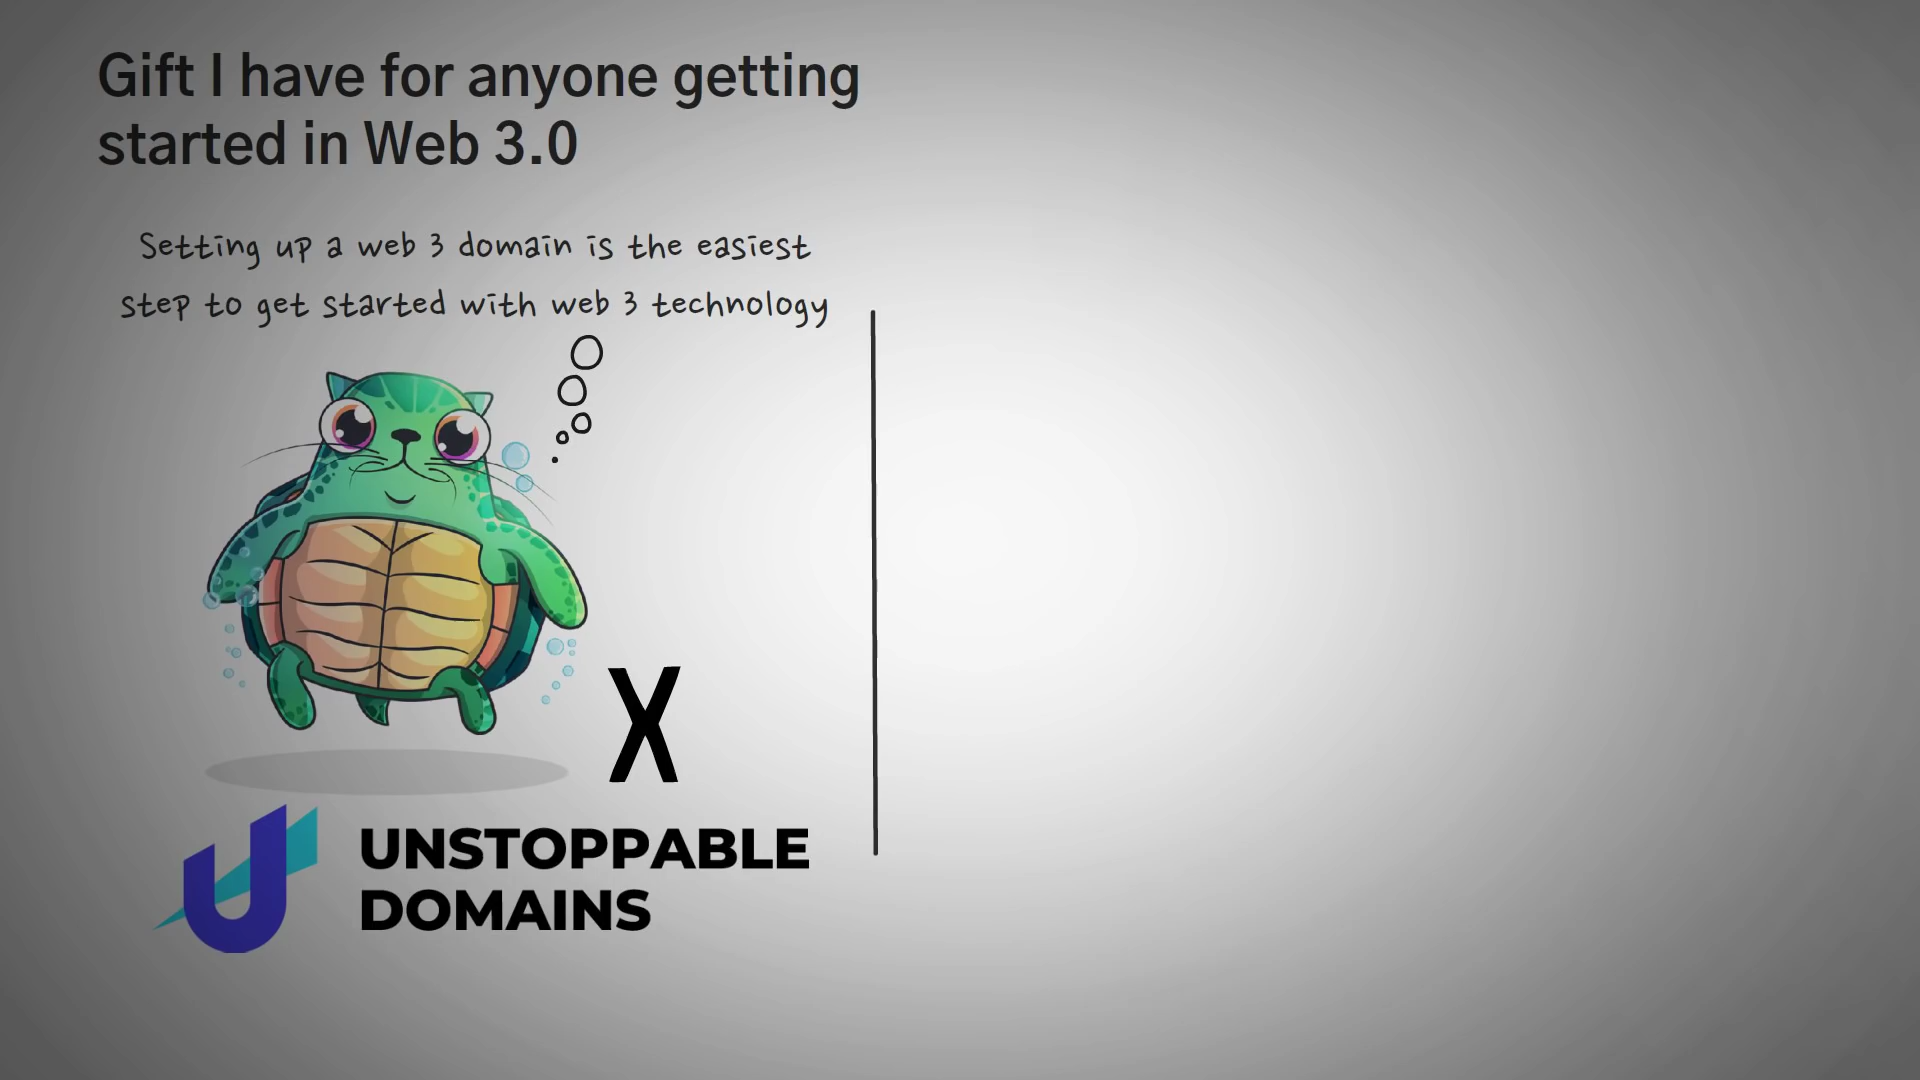 Gift I have for anyone getting
started in Web 3.0
Setting up a web 3 domain is the easiest
step to get started with web 3 technology
X
UNSTOPPABLE
DOMAINS